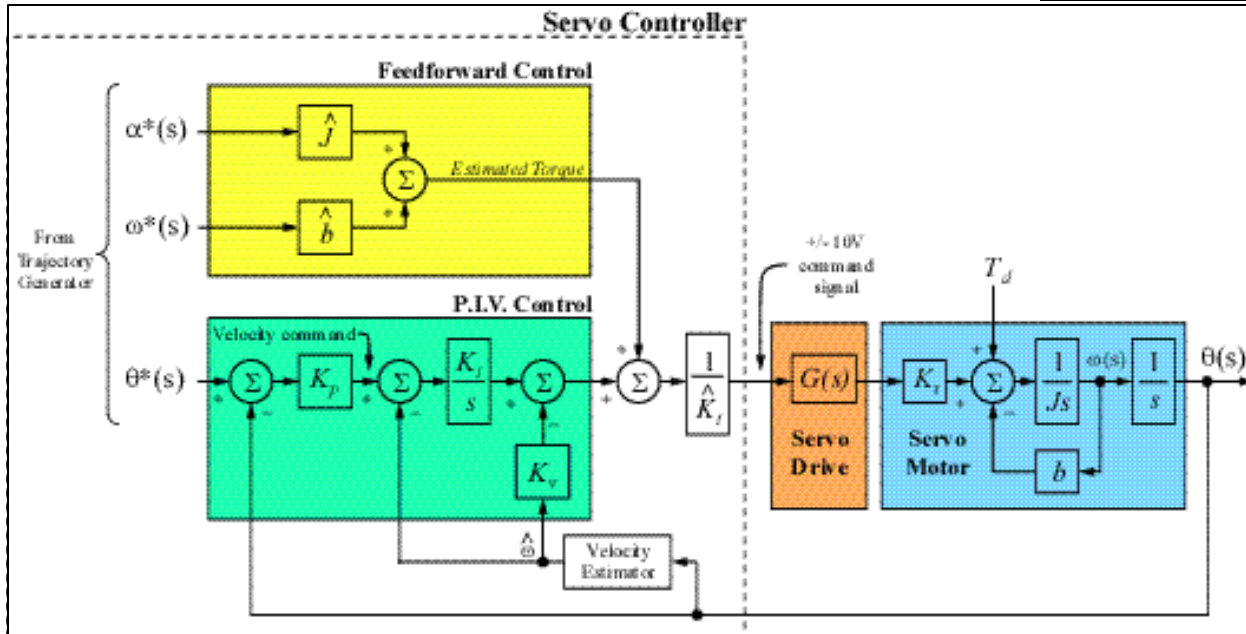 Servo Controller
Feedforward Control
α*(s)
Ĵ
+
Σ
Estimated Torque
+
ω*(s)
b̂
From
Trajectory
Generator
+/- 10V
command
signal
T_d
P.I.V. Control
Velocity command
θ*(s)
+
Σ
−
K_p
+
Σ
−
K_i
s
+
Σ
−
+
Σ
+
1
K̂_t
G(s)
K_t
+
Σ
+
−
1
Js
ω(s)
1
s
θ(s)
Servo
Drive
Servo
Motor
b
K_v
ω̂
Velocity
Estimator